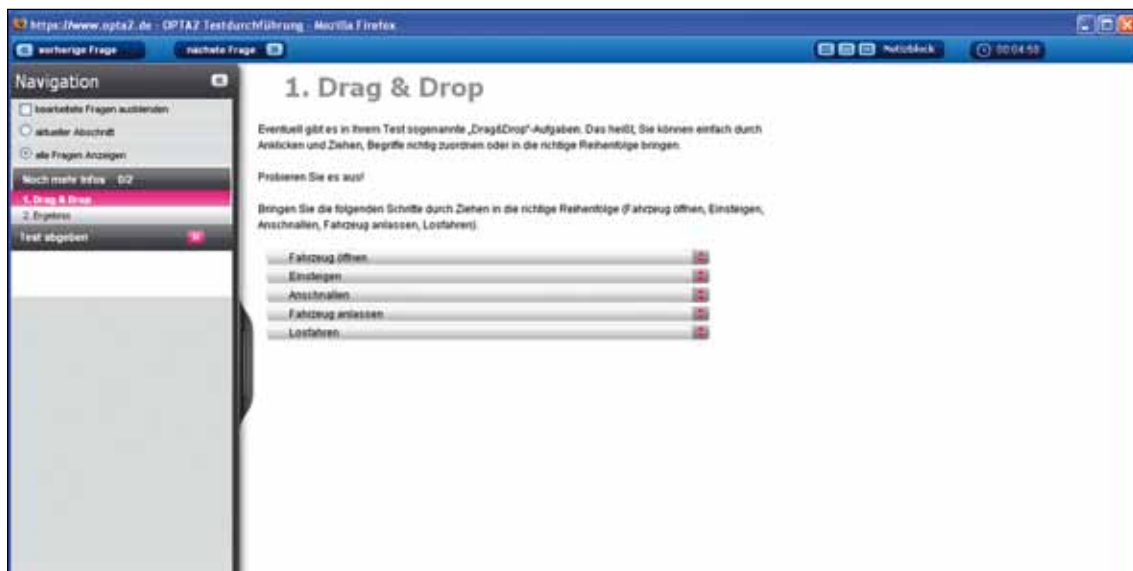 https://www.opta2.de - OPTA2 Testdurchführung - Mozilla Firefox
vorherige Frage
nächste Frage
Notizblock
00:04:50
Navigation
bearbeitete Fragen ausblenden
aktueller Abschnitt
alle Fragen Anzeigen
Noch mehr Infos 0/2
1. Drag & Drop
2. Ergebnis
Test abgeben
1. Drag & Drop
Eventuell gibt es in Ihrem Test sogenannte „Drag&Drop"-Aufgaben. Das heißt, Sie können einfach durch
Anklicken und Ziehen, Begriffe richtig zuordnen oder in die richtige Reihenfolge bringen.
Probieren Sie es aus!
Bringen Sie die folgenden Schritte durch Ziehen in die richtige Reihenfolge (Fahrzeug öffnen, Einsteigen,
Anschnallen, Fahrzeug anlassen, Losfahren).
Fahrzeug öffnen
Einsteigen
Anschnallen
Fahrzeug anlassen
Losfahren